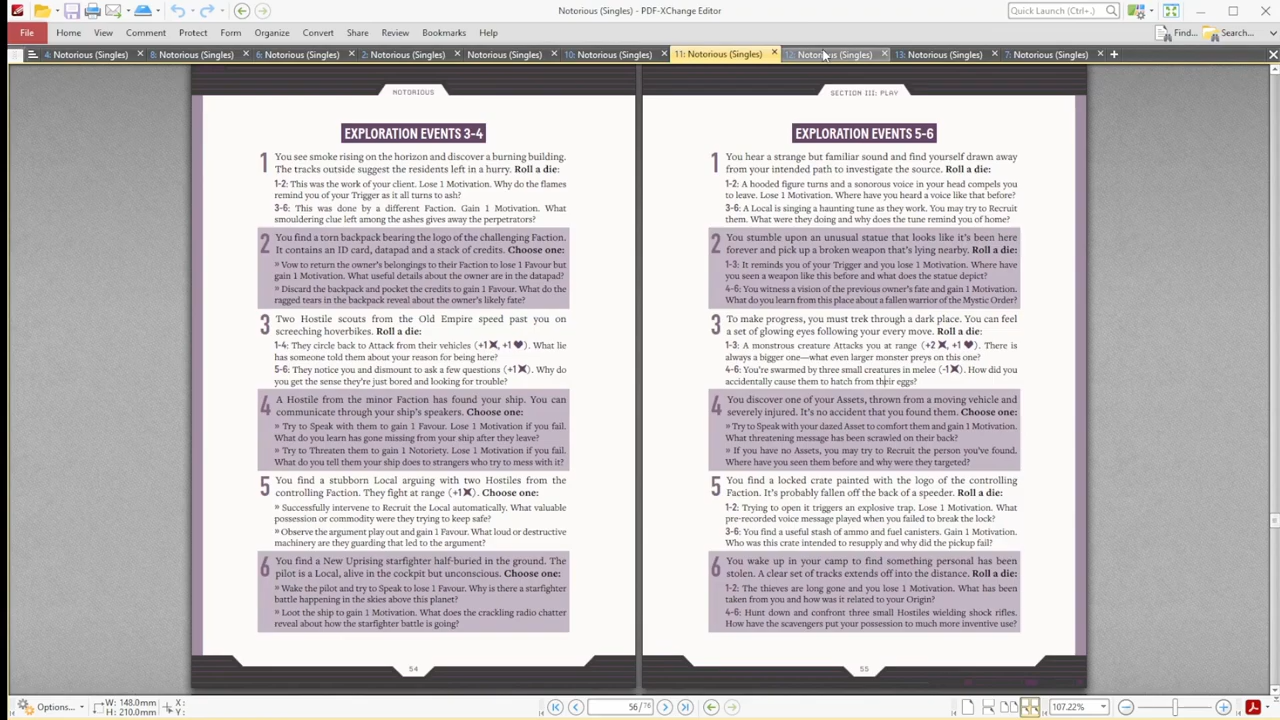 Notorious (Singles) - PDF-XChange Editor
Quick Launch (Ctrl+.)
File
Home
View
Comment
Protect
Form
Organize
Convert
Share
Review
Bookmarks
Help
Find...
Search...
4: Notorious (Singles)
8: Notorious (Singles)
6: Notorious (Singles)
2: Notorious (Singles)
Notorious (Singles)
10: Notorious (Singles)
11: Notorious (Singles)
12: Notorious (Singles)
13: Notorious (Singles)
7: Notorious (Singles)
NOTORIOUS
EXPLORATION EVENTS 3-4
1 You see smoke rising on the horizon and discover a burning building.
The tracks outside suggest the residents left in a hurry. Roll a die:
1-2: This was the work of your client. Lose 1 Motivation. Why do the flames
remind you of your Trigger as it all turns to ash?
3-6: This was done by a different Faction. Gain 1 Motivation. What
smouldering clue left among the ashes gives away the perpetrators?
2 You find a torn backpack bearing the logo of the challenging Faction.
It contains an ID card, datapad and a stack of credits. Choose one:
» Vow to return the owner's belongings to their Faction to lose 1 Favour but
gain 1 Motivation. What useful details about the owner are in the datapad?
» Discard the backpack and pocket the credits to gain 1 Favour. What do the
ragged tears in the backpack reveal about the owner's likely fate?
3 Two Hostile scouts from the Old Empire speed past you on
screeching hoverbikes. Roll a die:
1-4: They circle back to Attack from their vehicles (+1, +1). What lie
has someone told them about your reason for being here?
5-6: They notice you and dismount to ask a few questions (+1). Why do
you get the sense they're just bored and looking for trouble?
4 A Hostile from the minor Faction has found your ship. You can
communicate through your ship's speakers. Choose one:
» Try to Speak with them to gain 1 Favour. Lose 1 Motivation if you fail.
What do you learn has gone missing from your ship after they leave?
» Try to Threaten them to gain 1 Notoriety. Lose 1 Motivation if you fail.
What do you tell them your ship does to strangers who try to mess with it?
5 You find a stubborn Local arguing with two Hostiles from the
controlling Faction. They fight at range (+1). Choose one:
» Successfully intervene to Recruit the Local automatically. What valuable
possession or commodity were they trying to keep safe?
» Observe the argument play out and gain 1 Favour. What loud or destructive
machinery are they guarding that led to the argument?
6 You find a New Uprising starfighter half-buried in the ground. The
pilot is a Local, alive in the cockpit but unconscious. Choose one:
» Wake the pilot and try to Speak to lose 1 Favour. Why is there a starfighter
battle happening in the skies above this planet?
» Loot the ship to gain 1 Motivation. What does the crackling radio chatter
reveal about how the starfighter battle is going?
54
SECTION III: PLAY
EXPLORATION EVENTS 5-6
1 You hear a strange but familiar sound and find yourself drawn away
from your intended path to investigate the source. Roll a die:
1-2: A hooded figure turns and a sonorous voice in your head compels you
to leave. Lose 1 Motivation. Where have you heard a voice like that before?
3-6: A Local is singing a haunting tune as they work. You may try to Recruit
them. What were they doing and why does the tune remind you of home?
2 You stumble upon an unusual statue that looks like it's been here
forever and pick up a broken weapon that's lying nearby. Roll a die:
1-3: It reminds you of your Trigger and you lose 1 Motivation. Where have
you seen a weapon like this before and what does the statue depict?
4-6: You witness a vision of the previous owner's fate and gain 1 Motivation.
What do you learn from this place about a fallen warrior of the Mystic Order?
3 To make progress, you must trek through a dark place. You can feel
a set of glowing eyes following your every move. Roll a die:
1-3: A monstrous creature Attacks you at range (+2, +1). There is
always a bigger one—what even larger monster preys on this one?
4-6: You're swarmed by three small creatures in melee (-1). How did you
accidentally cause them to hatch from their eggs?
4 You discover one of your Assets, thrown from a moving vehicle and
severely injured. It's no accident that you found them. Choose one:
» Try to Speak with your dazed Asset to comfort them and gain 1 Motivation.
What threatening message has been scrawled on their back?
» If you have no Assets, you may try to Recruit the person you've found.
Where have you seen them before and why were they targeted?
5 You find a locked crate painted with the logo of the controlling
Faction. It's probably fallen off the back of a speeder. Roll a die:
1-2: Trying to open it triggers an explosive trap. Lose 1 Motivation. What
pre-recorded voice message played when you failed to break the lock?
3-6: You find a useful stash of ammo and fuel canisters. Gain 1 Motivation.
Who was this crate intended to resupply and why did the pickup fail?
6 You wake up in your camp to find something personal has been
stolen. A clear set of tracks extends off into the distance. Roll a die:
1-2: The thieves are long gone and you lose 1 Motivation. What has been
taken from you and how was it related to your Origin?
4-6: Hunt down and confront three small Hostiles wielding shock rifles.
How have the scavengers put your possession to much more inventive use?
55
Options...
W: 148.0mm
H: 210.0mm
X:
Y:
56 / 76
107.22%